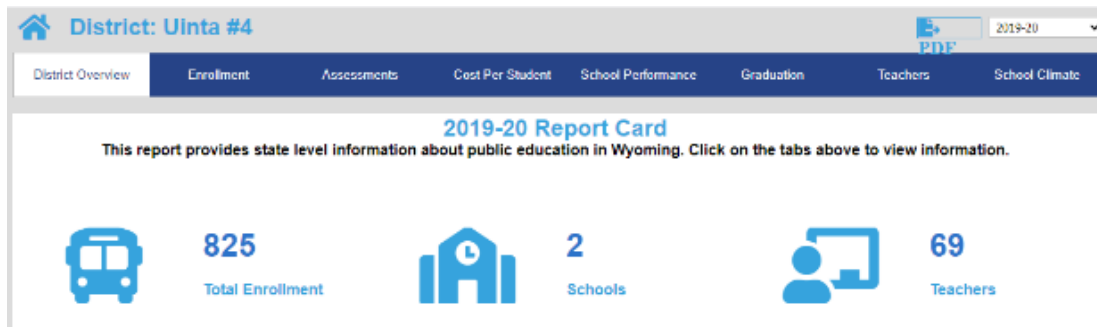 District: Uinta #4
PDF
2019-20
District Overview Enrollment Assessments Cost Per Student School Performance Graduation Teachers School Climate
2019-20 Report Card
This report provides state level information about public education in Wyoming. Click on the tabs above to view information.
825
Total Enrollment
2
Schools
69
Teachers